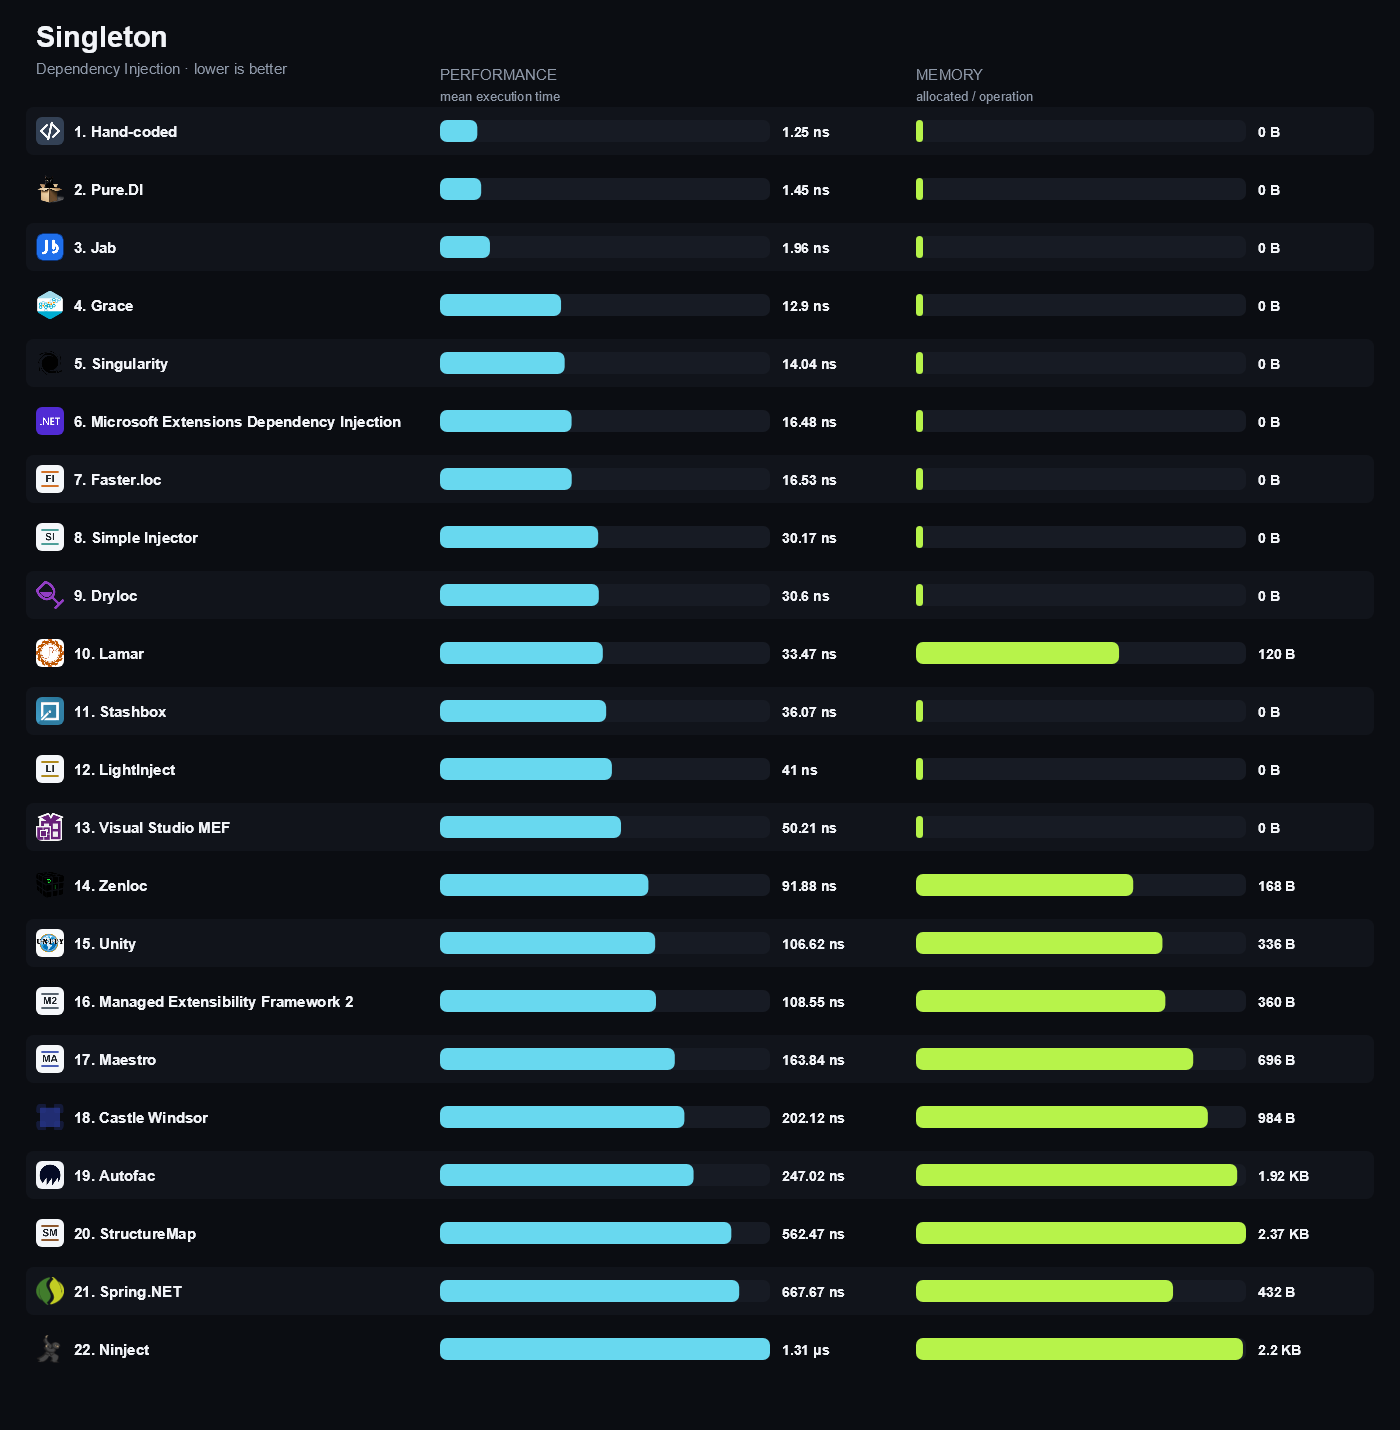 Singleton
Dependency Injection · lower is better
PERFORMANCE
mean execution time
MEMORY
allocated / operation
1. Hand-coded 1.25 ns 0 B
2. Pure.DI 1.45 ns 0 B
Jb 3. Jab 1.96 ns 0 B
4. Grace 12.9 ns 0 B
5. Singularity 14.04 ns 0 B
.NET 6. Microsoft Extensions Dependency Injection 16.48 ns 0 B
FI 7. Faster.Ioc 16.53 ns 0 B
SI 8. Simple Injector 30.17 ns 0 B
9. DryIoc 30.6 ns 0 B
10. Lamar 33.47 ns 120 B
11. Stashbox 36.07 ns 0 B
LI 12. LightInject 41 ns 0 B
13. Visual Studio MEF 50.21 ns 0 B
14. ZenIoc 91.88 ns 168 B
UNITY 15. Unity 106.62 ns 336 B
M2 16. Managed Extensibility Framework 2 108.55 ns 360 B
MA 17. Maestro 163.84 ns 696 B
18. Castle Windsor 202.12 ns 984 B
19. Autofac 247.02 ns 1.92 KB
SM 20. StructureMap 562.47 ns 2.37 KB
21. Spring.NET 667.67 ns 432 B
22. Ninject 1.31 μs 2.2 KB